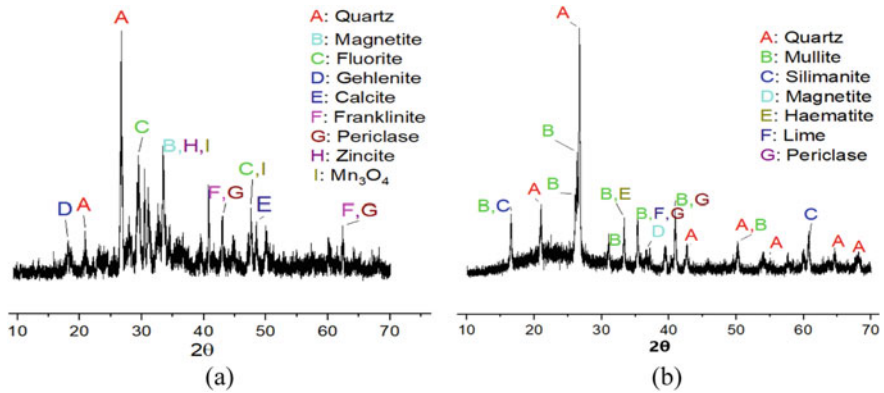 A
A: Quartz
B: Magnetite
C: Fluorite
D: Gehlenite
E: Calcite
F: Franklinite
G: Periclase
H: Zincite
I: Mn₃O₄
C
B,H,I
C,I
D
A
F,G
E
F,G
10 20 30 40 50 60 70
2θ
(a)
A
A: Quartz
B: Mullite
C: Silimanite
D: Magnetite
E: Haematite
F: Lime
G: Periclase
B
B
B,C
A
B,E
B
B,F,G
D
B,G
A
A,B
A
C
A
A
10 20 30 40 50 60 70
2θ
(b)